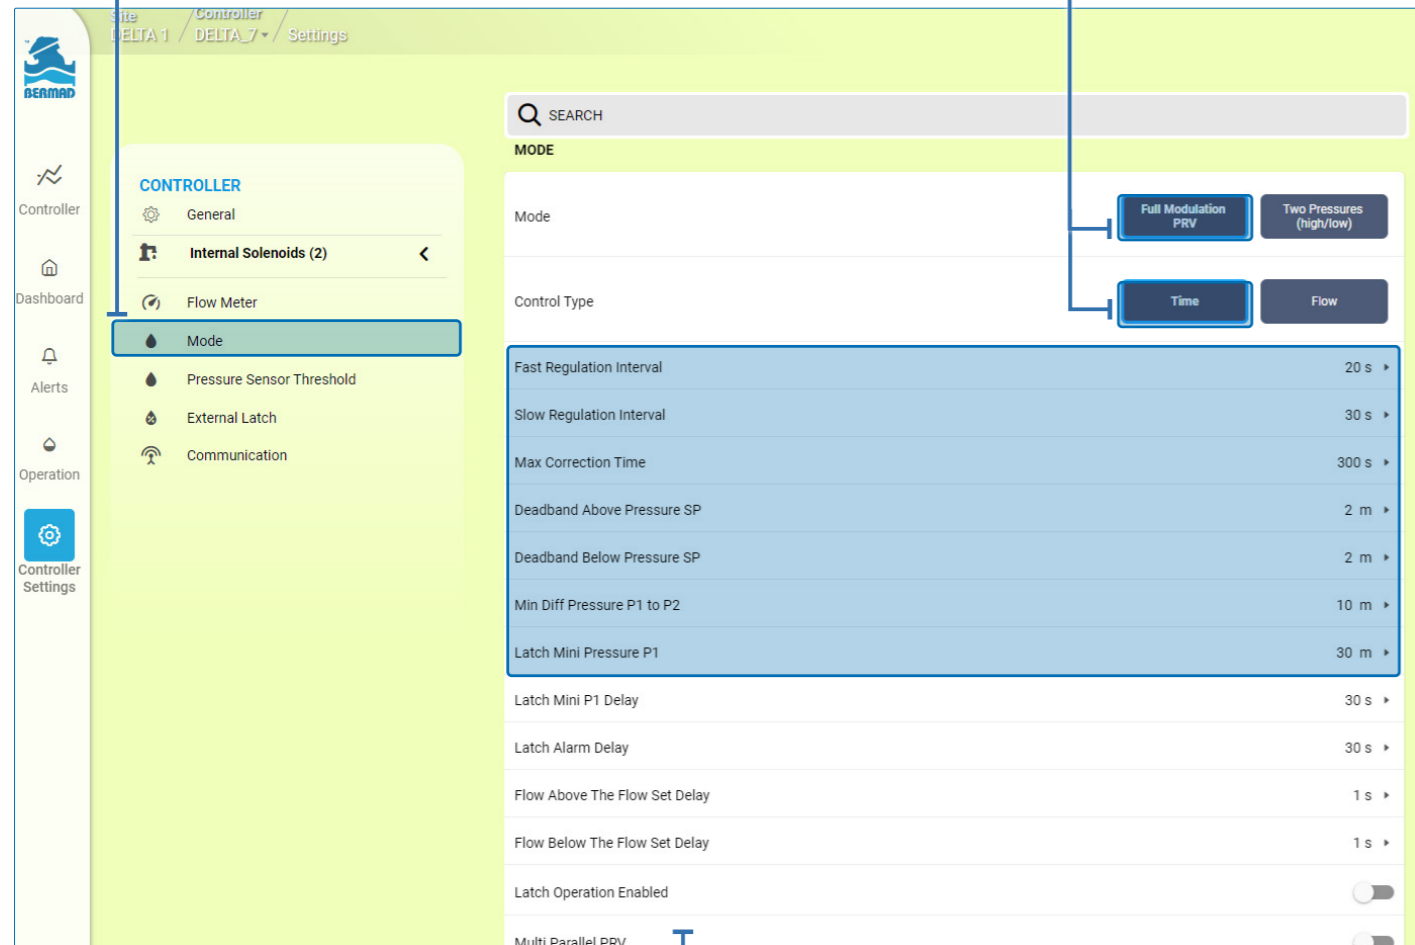 Site / Controller /
DELTA 1 / DELTA_7 / Settings
BERMAD
SEARCH
MODE
Controller
Dashboard
Alerts
Operation
Controller
Settings
CONTROLLER
General
Internal Solenoids (2)
Flow Meter
Mode
Pressure Sensor Threshold
External Latch
Communication
Mode
Full Modulation
PRV
Two Pressures
(high/low)
Control Type
Time
Flow
Fast Regulation Interval 20 s
Slow Regulation Interval 30 s
Max Correction Time 300 s
Deadband Above Pressure SP 2 m
Deadband Below Pressure SP 2 m
Min Diff Pressure P1 to P2 10 m
Latch Mini Pressure P1 30 m
Latch Mini P1 Delay 30 s
Latch Alarm Delay 30 s
Flow Above The Flow Set Delay 1 s
Flow Below The Flow Set Delay 1 s
Latch Operation Enabled
Multi Parallel PRV